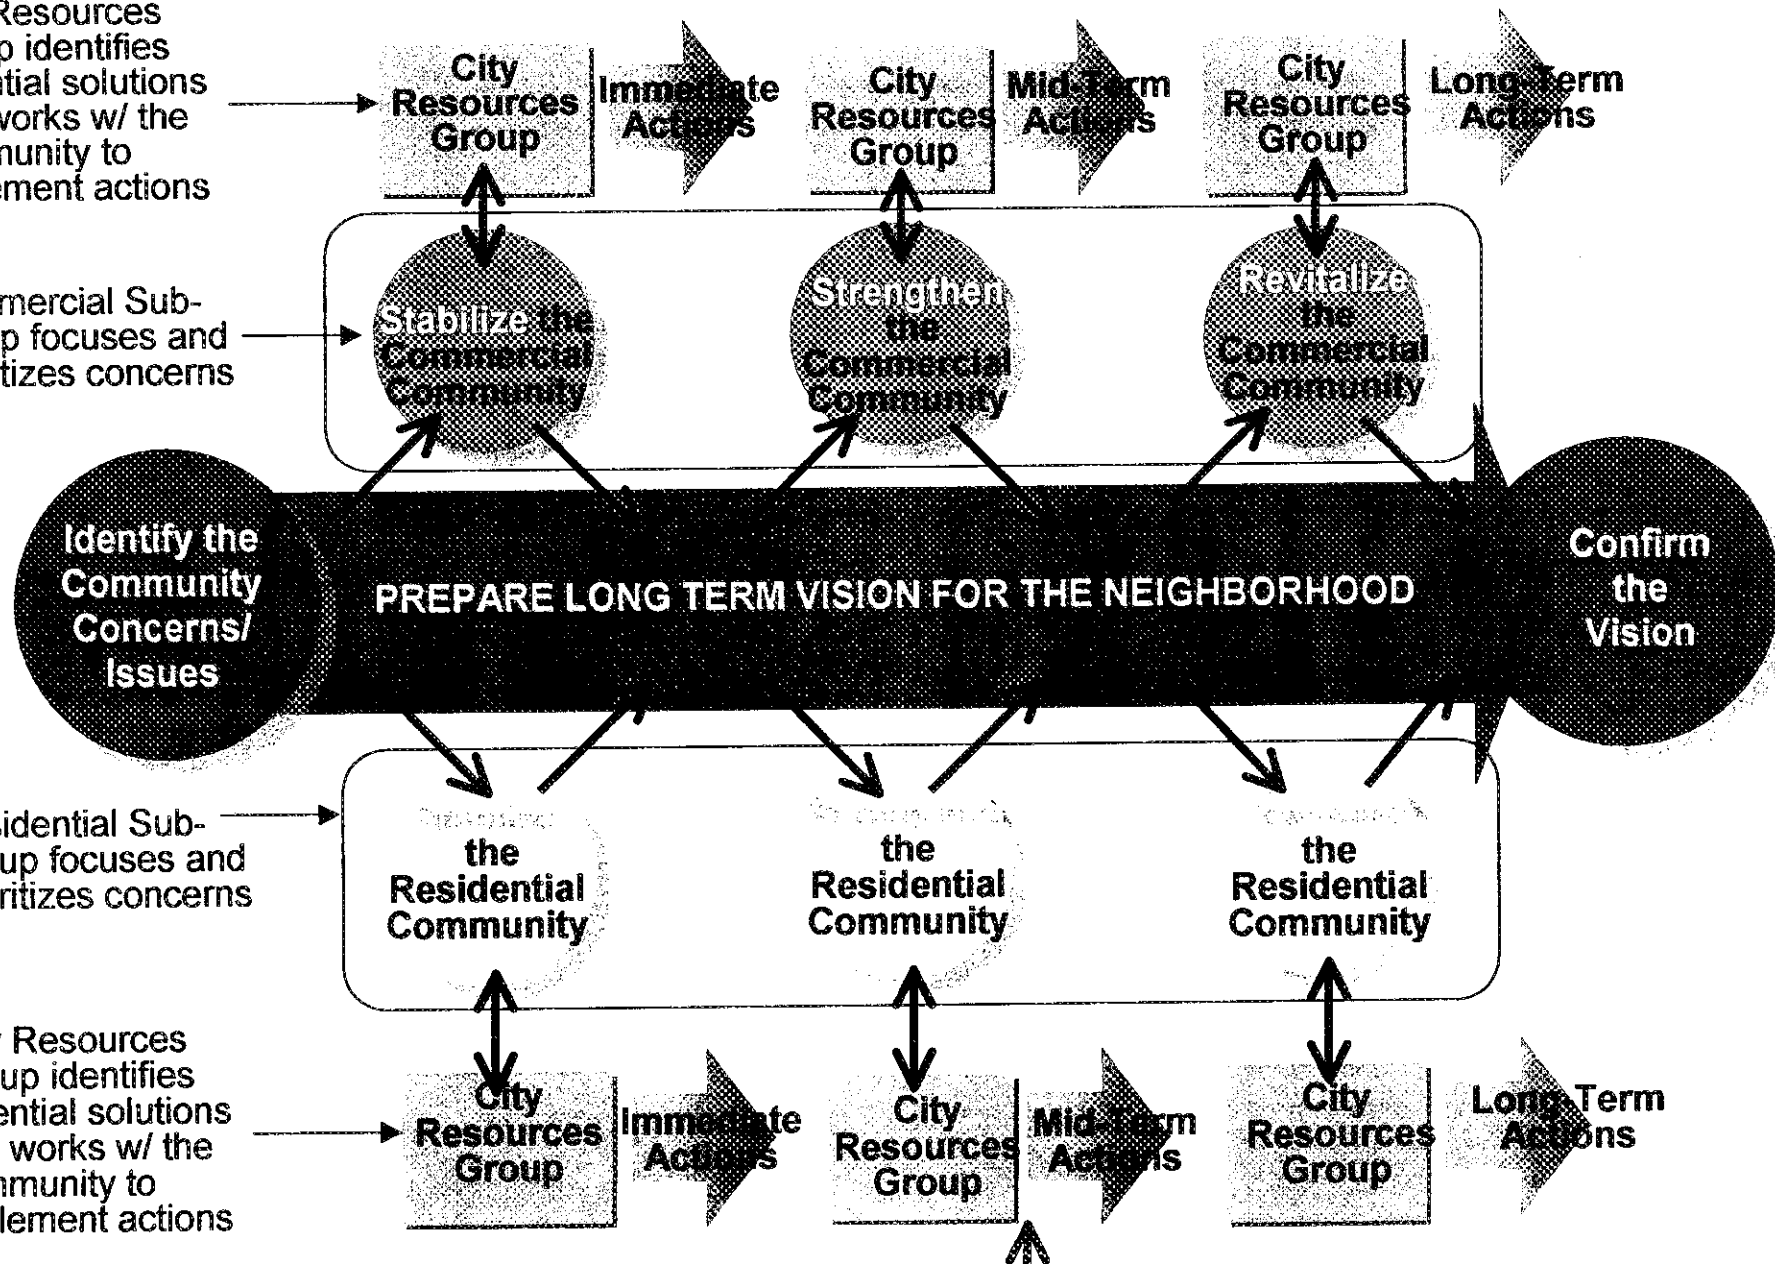 Resources
p identifies
ntial solutions
works w/ the
munity to
ement actions
City
Resources
Group
Immediate
Actions
City
Resources
Group
Mid-Term
Actions
City
Resources
Group
Long-Term
Actions
mercial Sub-
p focuses and
tizes concerns
Stabilize the
Commercial
Community
Strengthen
the
Commercial
Community
Revitalize
the
Commercial
Community
Identify the
Community
Concerns/
Issues
PREPARE LONG TERM VISION FOR THE NEIGHBORHOOD
Confirm
the
Vision
sidential Sub-
up focuses and
ritizes concerns
the
Residential
Community
the
Residential
Community
the
Residential
Community
Resources
up identifies
ential solutions
works w/ the
mmunity to
lement actions
City
Resources
Group
Immediate
Actions
City
Resources
Group
Mid-Term
Actions
City
Resources
Group
Long-Term
Actions